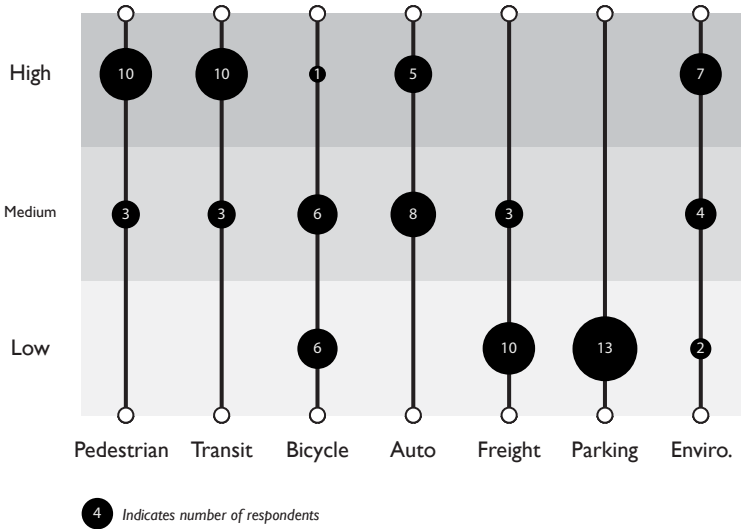 High 10 10 1 5 7
Medium 3 3 6 8 3 4
Low 6 10 13 2
Pedestrian Transit Bicycle Auto Freight Parking Enviro.
4 Indicates number of respondents